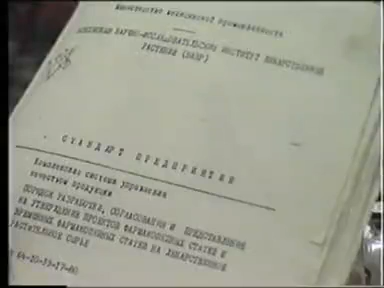 Министерство медицинской промышленности
НАУЧНО-ИССЛЕДОВАТЕЛЬСКИЙ ИНСТИТУТ ЛЕКАРСТВЕННЫХ
РАСТЕНИЙ (ВИЛР)
СТАНДАРТ ПРЕДПРИЯТИЯ
Комплексная система управления
качеством продукции
ПОРЯДОК РАЗРАБОТКИ, СОГЛАСОВАНИЯ И ПРЕДСТАВЛЕНИЯ
НА УТВЕРЖДЕНИЕ ПРОЕКТОВ ФАРМАКОПЕЙНЫХ СТАТЕЙ И
ВРЕМЕННЫХ ФАРМАКОПЕЙНЫХ СТАТЕЙ НА ЛЕКАРСТВЕННОЕ
РАСТИТЕЛЬНОЕ СЫРЬЕ